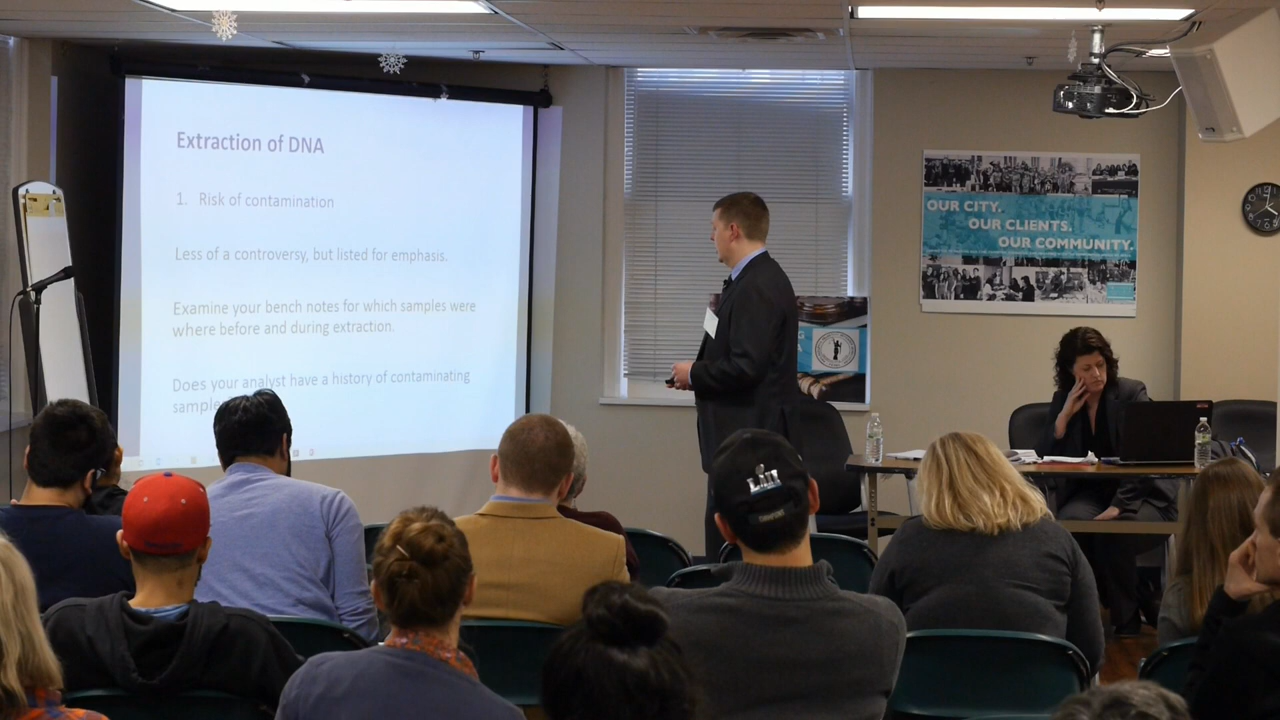 Extraction of DNA
1. Risk of contamination
Less of a controversy, but listed for emphasis.
Examine your bench notes for which samples were
where before and during extraction.
Does your analyst have a history of contaminating
sample
OUR CITY.
OUR CLIENTS.
OUR COMMUNITY.
LII